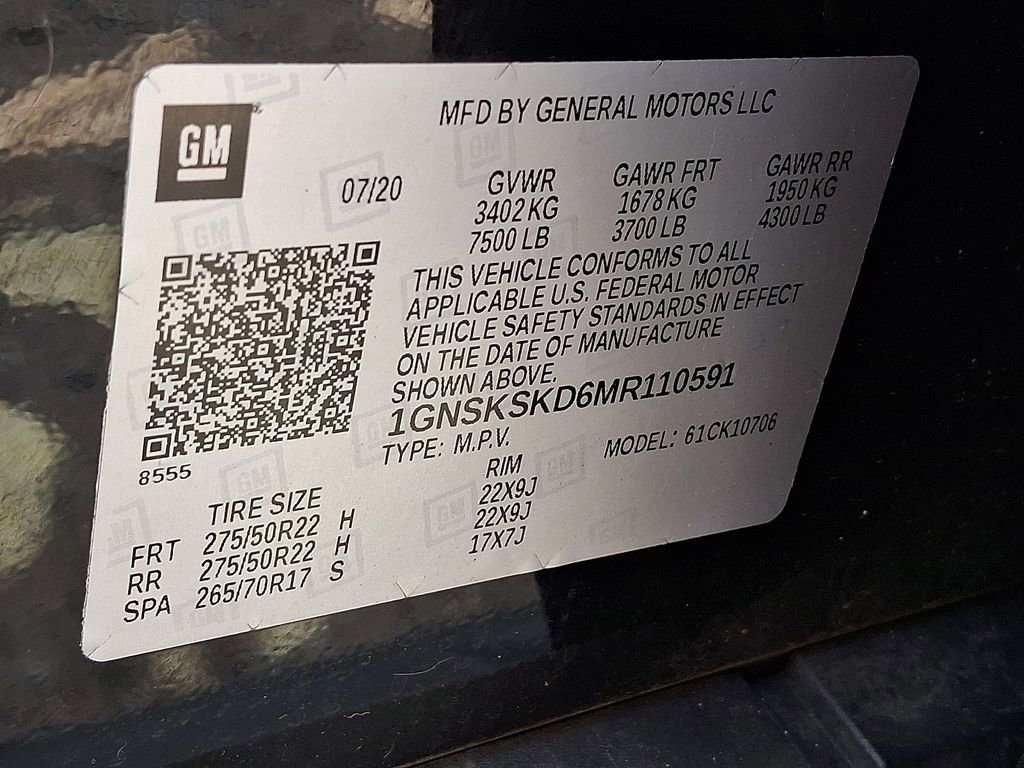 GM
MFD BY GENERAL MOTORS LLC
07/20 GVWR GAWR FRT GAWR RR
3402 KG 1678 KG 1950 KG
7500 LB 3700 LB 4300 LB
THIS VEHICLE CONFORMS TO ALL
APPLICABLE U.S. FEDERAL MOTOR
VEHICLE SAFETY STANDARDS IN EFFECT
ON THE DATE OF MANUFACTURE
SHOWN ABOVE.
1GNSKSKD6MR110591
TYPE: M.P.V. MODEL: 61CK10706
8555
TIRE SIZE RIM
FRT 275/50R22 H 22X9J
RR 275/50R22 H 22X9J
SPA 265/70R17 S 17X7J